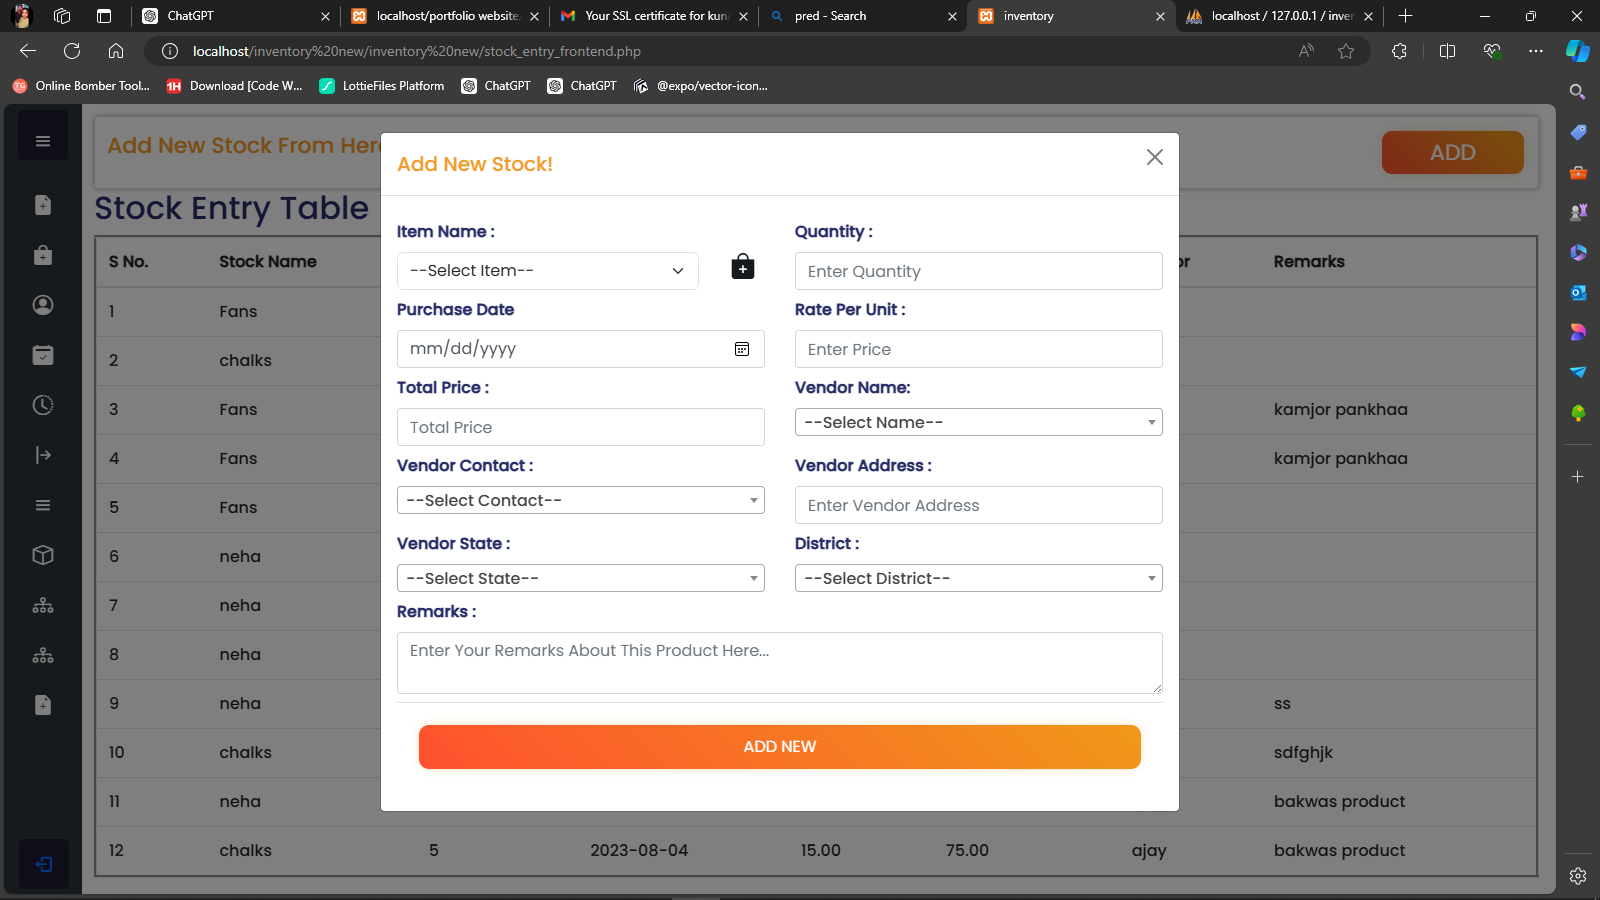 ChatGPT
localhost/portfolio website
Your SSL certificate for kuna
pred - Search
inventory
localhost / 127.0.0.1 / inver
localhost/inventory%20new/inventory%20new/stock_entry_frontend.php
Online Bomber Tool...
Download [Code W...
LottieFiles Platform
ChatGPT
ChatGPT
@expo/vector-icon...
Add New Stock From Her
ADD
Stock Entry Table
S No. Stock Name or Remarks
1 Fans
2 chalks
3 Fans kamjor pankhaa
4 Fans kamjor pankhaa
5 Fans
6 neha
7 neha
8 neha
9 neha ss
10 chalks sdfghjk
11 neha bakwas product
12 chalks 5 2023-08-04 15.00 75.00 ajay bakwas product
Add New Stock!
Item Name : Quantity :
--Select Item-- Enter Quantity
Purchase Date Rate Per Unit :
mm/dd/yyyy Enter Price
Total Price : Vendor Name:
Total Price --Select Name--
Vendor Contact : Vendor Address :
--Select Contact-- Enter Vendor Address
Vendor State : District :
--Select State-- --Select District--
Remarks :
Enter Your Remarks About This Product Here...
ADD NEW